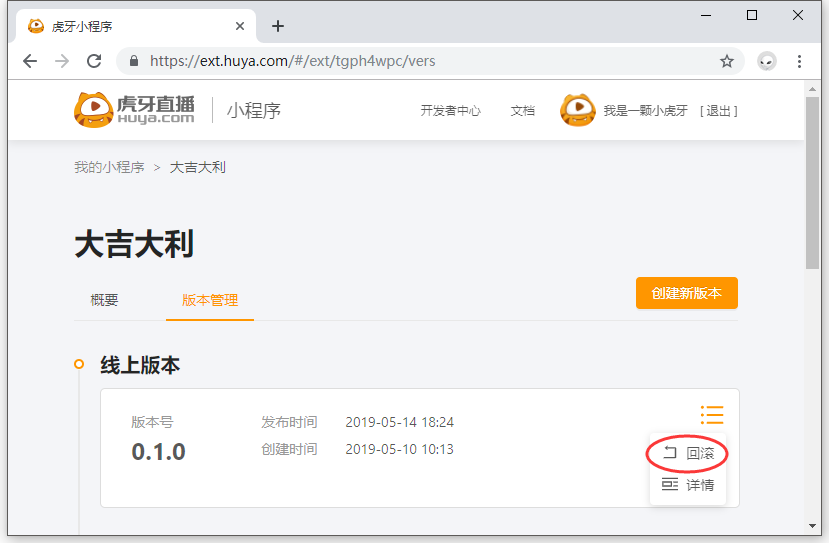 虎牙小程序
https://ext.huya.com/#/ext/tgph4wpc/vers
虎牙直播 小程序 开发者中心 文档 我是一颗小虎牙 [ 退出 ]
HUYA.com
我的小程序 > 大吉大利
大吉大利
概要 版本管理 创建新版本
线上版本
版本号 发布时间 2019-05-14 18:24
0.1.0 创建时间 2019-05-10 10:13
回滚
详情